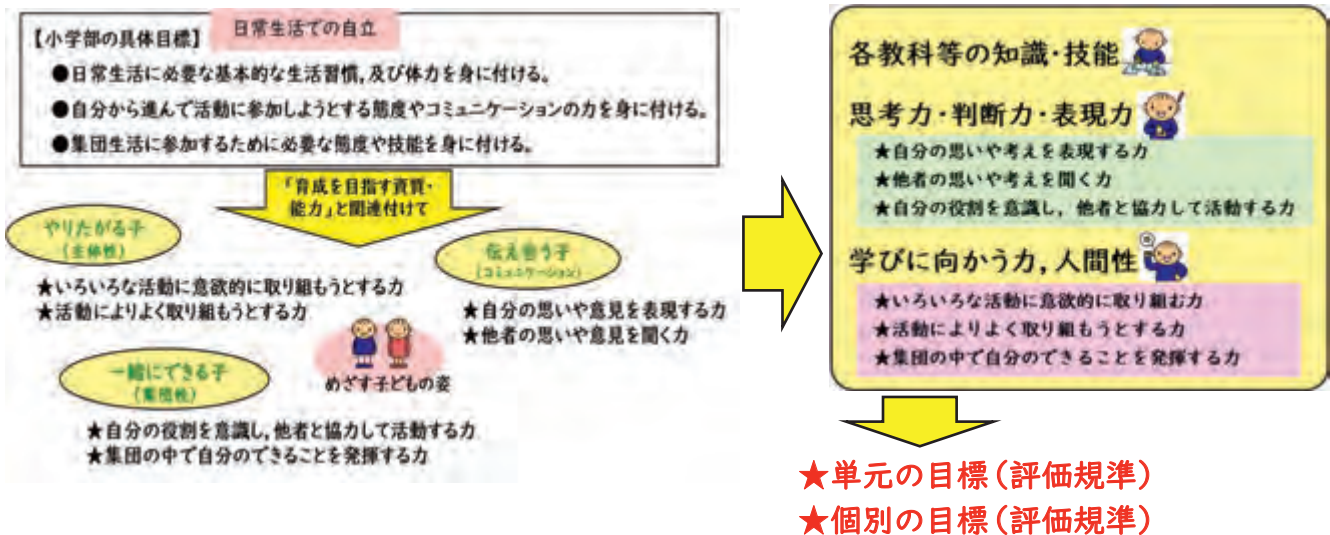 日常生活での自立
【小学部の具体目標】
●日常生活に必要な基本的な生活習慣,及び体力を身に付ける。
●自分から進んで活動に参加しようとする態度やコミュニケーションの力を身に付ける。
●集団生活に参加するために必要な態度や技能を身に付ける。
「育成を目指す資質・
能力」と関連付けて
やりたがる子
(主体性)
★いろいろな活動に意欲的に取り組もうとする力
★活動によりよく取り組もうとする力
伝え合う子
(コミュニケーション)
★自分の思いや意見を表現する力
★他者の思いや意見を聞く力
めざす子どもの姿
一緒にできる子
(集団性)
★自分の役割を意識し,他者と協力して活動する力
★集団の中で自分のできることを発揮する力
各教科等の知識・技能
思考力・判断力・表現力
★自分の思いや考えを表現する力
★他者の思いや考えを聞く力
★自分の役割を意識し,他者と協力して活動する力
学びに向かう力,人間性
★いろいろな活動に意欲的に取り組む力
★活動によりよく取り組もうとする力
★集団の中で自分のできることを発揮する力
★単元の目標(評価規準)
★個別の目標(評価規準)